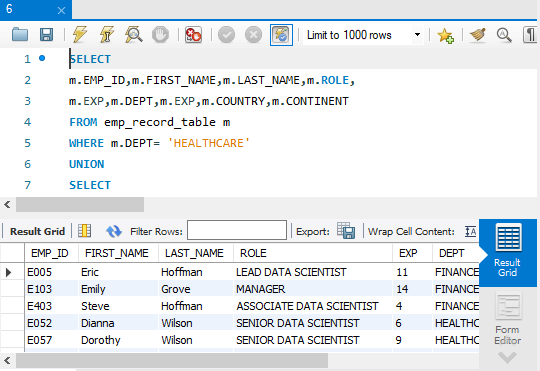 6 ×
Limit to 1000 rows
1 SELECT
2 m.EMP_ID,m.FIRST_NAME,m.LAST_NAME,m.ROLE,
3 m.EXP,m.DEPT,m.EXP,m.COUNTRY,m.CONTINENT
4 FROM emp_record_table m
5 WHERE m.DEPT= 'HEALTHCARE'
6 UNION
7 SELECT
Result Grid Filter Rows: Export: Wrap Cell Content: IA
EMP_ID FIRST_NAME LAST_NAME ROLE EXP DEPT
E005 Eric Hoffman LEAD DATA SCIENTIST 11 FINANCE
E103 Emily Grove MANAGER 14 FINANCE
E403 Steve Hoffman ASSOCIATE DATA SCIENTIST 4 FINANCE
E052 Dianna Wilson SENIOR DATA SCIENTIST 6 HEALTHC
E057 Dorothy Wilson SENIOR DATA SCIENTIST 9 HEALTHC
Result
Grid
Form
Editor